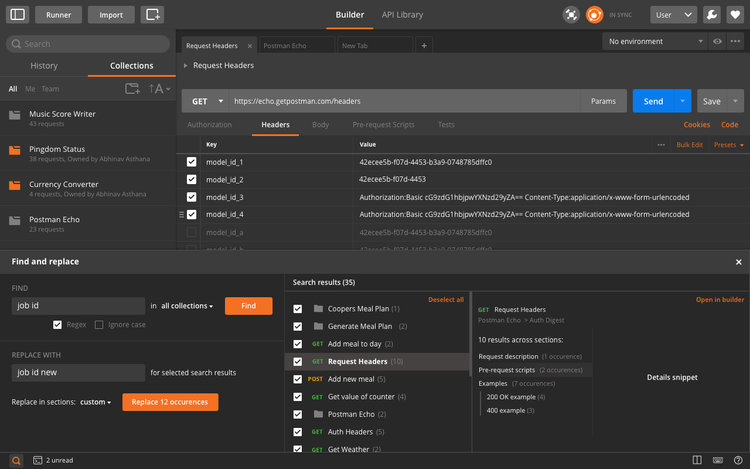 Runner Import Builder API Library IN SYNC User
Search
Request Headers × Postman Echo New Tab + No environment
History Collections
Request Headers
All Me Team
GET https://echo.getpostman.com/headers Params Send Save
Music Score Writer
43 requests
Authorization Headers Body Pre-request Scripts Tests Cookies Code
Pingdom Status
38 requests, Owned by Abhinav Asthana
Currency Converter
4 requests, Owned by Abhinav Asthana
Postman Echo
23 requests
Key Value Bulk Edit Presets
model_id_1 42ecee5b-f07d-4453-b3a9-0748785dffc0
model_id_2 42ecee5b-f07d-4453
model_id_3 Authorization:Basic cG9zdG1hbjpwYXNzd29yZA== Content-Type:application/x-www-form-urlencoded
model_id_4 Authorization:Basic cG9zdG1hbjpwYXNzd29yZA== Content-Type:application/x-www-form-urlencoded
model_id_a 42ecee5b-f07d-4453-b3a9-0748785dffc0
Find and replace
FIND
job id in all collections Find
Regex Ignore case
REPLACE WITH
job id new for selected search results
Replace in sections: custom Replace 12 occurences
Search results (35)
Deselect all
Coopers Meal Plan (1)
Generate Meal Plan (2)
GET Add meal to day (2)
GET Request Headers (10)
POST Add new meal (5)
GET Get value of counter (4)
Postman Echo (2)
GET Auth Headers (5)
GET Get Weather (2)
Open in builder
GET Request Headers
Postman Echo > Auth Digest
10 results across sections:
Request description (1 occurence)
Pre-request scripts (2 occurences)
Examples (7 occurences)
200 OK example (4)
400 example (3)
Details snippet
2 unread